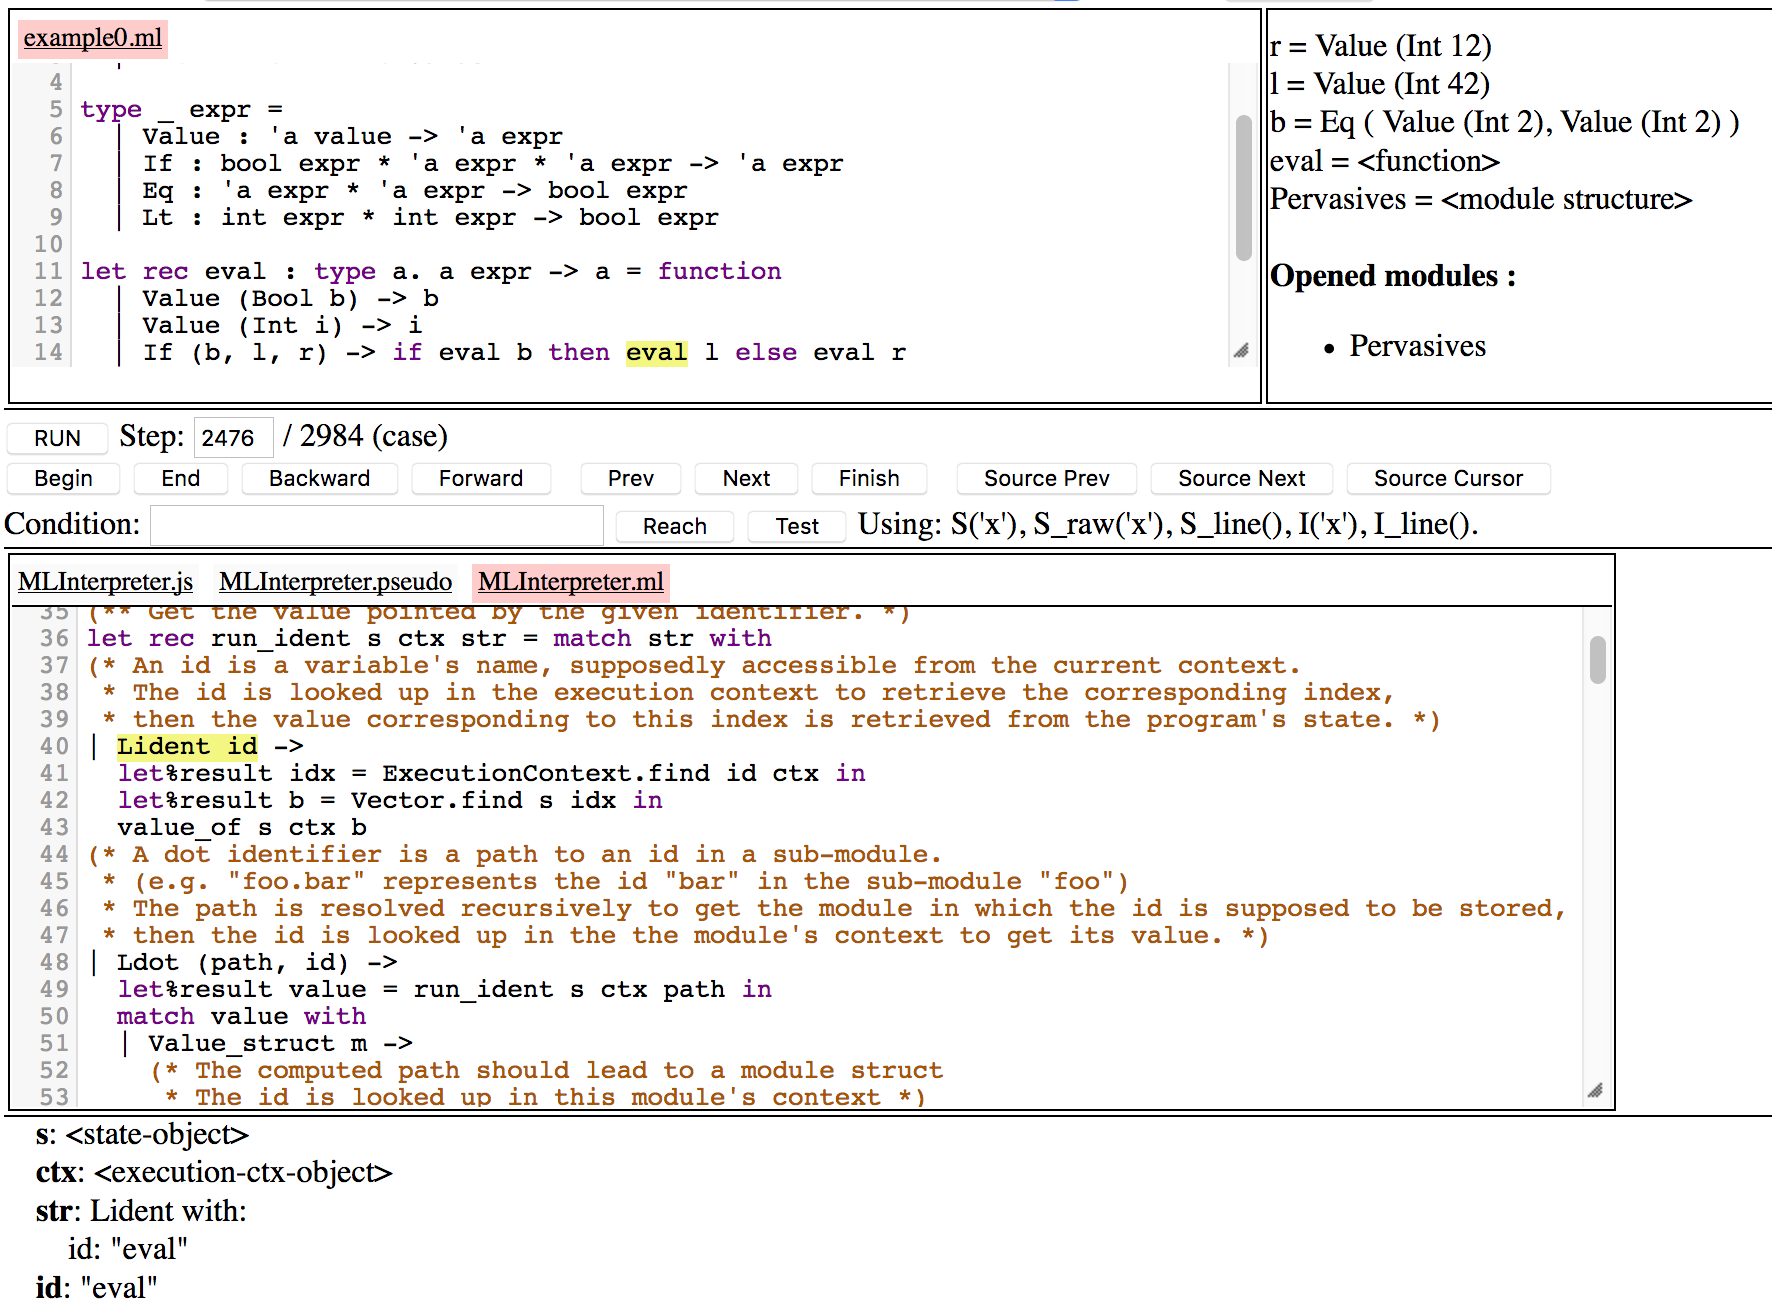 example0.ml
4
5 type _ expr =
6 | Value : 'a value -> 'a expr
7 | If : bool expr * 'a expr * 'a expr -> 'a expr
8 | Eq : 'a expr * 'a expr -> bool expr
9 | Lt : int expr * int expr -> bool expr
10
11 let rec eval : type a. a expr -> a = function
12 | Value (Bool b) -> b
13 | Value (Int i) -> i
14 | If (b, l, r) -> if eval b then eval l else eval r
r = Value (Int 12)
l = Value (Int 42)
b = Eq ( Value (Int 2), Value (Int 2) )
eval = <function>
Pervasives = <module structure>
Opened modules :
• Pervasives
RUN Step: 2476 / 2984 (case)
Begin End Backward Forward Prev Next Finish Source Prev Source Next Source Cursor
Condition: Reach Test Using: S('x'), S_raw('x'), S_line(), I('x'), I_line().
MLInterpreter.js MLInterpreter.pseudo MLInterpreter.ml
35 (** Get the value pointed by the given identifier. *)
36 let rec run_ident s ctx str = match str with
37 (* An id is a variable's name, supposedly accessible from the current context.
38 * The id is looked up in the execution context to retrieve the corresponding index,
39 * then the value corresponding to this index is retrieved from the program's state. *)
40 | Lident id ->
41 let%result idx = ExecutionContext.find id ctx in
42 let%result b = Vector.find s idx in
43 value_of s ctx b
44 (* A dot identifier is a path to an id in a sub-module.
45 * (e.g. "foo.bar" represents the id "bar" in the sub-module "foo")
46 * The path is resolved recursively to get the module in which the id is supposed to be stored,
47 * then the id is looked up in the the module's context to get its value. *)
48 | Ldot (path, id) ->
49 let%result value = run_ident s ctx path in
50 match value with
51 | Value_struct m ->
52 (* The computed path should lead to a module struct
53 * The id is looked up in this module's context *)
s: <state-object>
ctx: <execution-ctx-object>
str: Lident with:
id: "eval"
id: "eval"